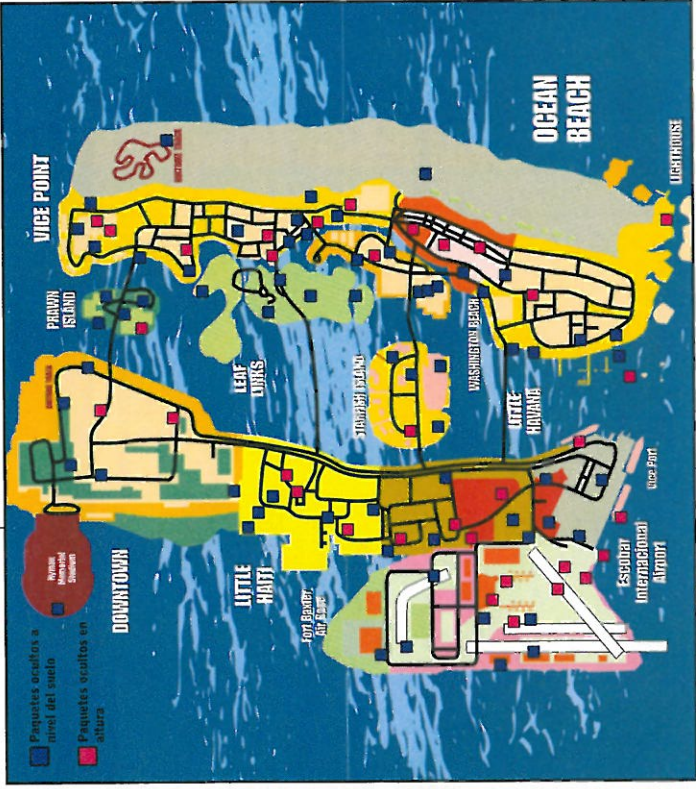 VICE POINT
OCEAN
BEACH
LIGHTHOUSE
PRAWN
ISLAND
LEAF
LINKS
STARFISH ISLAND
WASHINGTON BEACH
LITTLE
HAVANA
Vice Port
Hyman
Memorial
Stadium
DOWNTOWN
LITTLE
HAITI
Fort Baxter
Air Base
Escobar
Internacional
Airport
Paquetes ocultos a
nivel del suelo
Paquetes ocultos en
altura